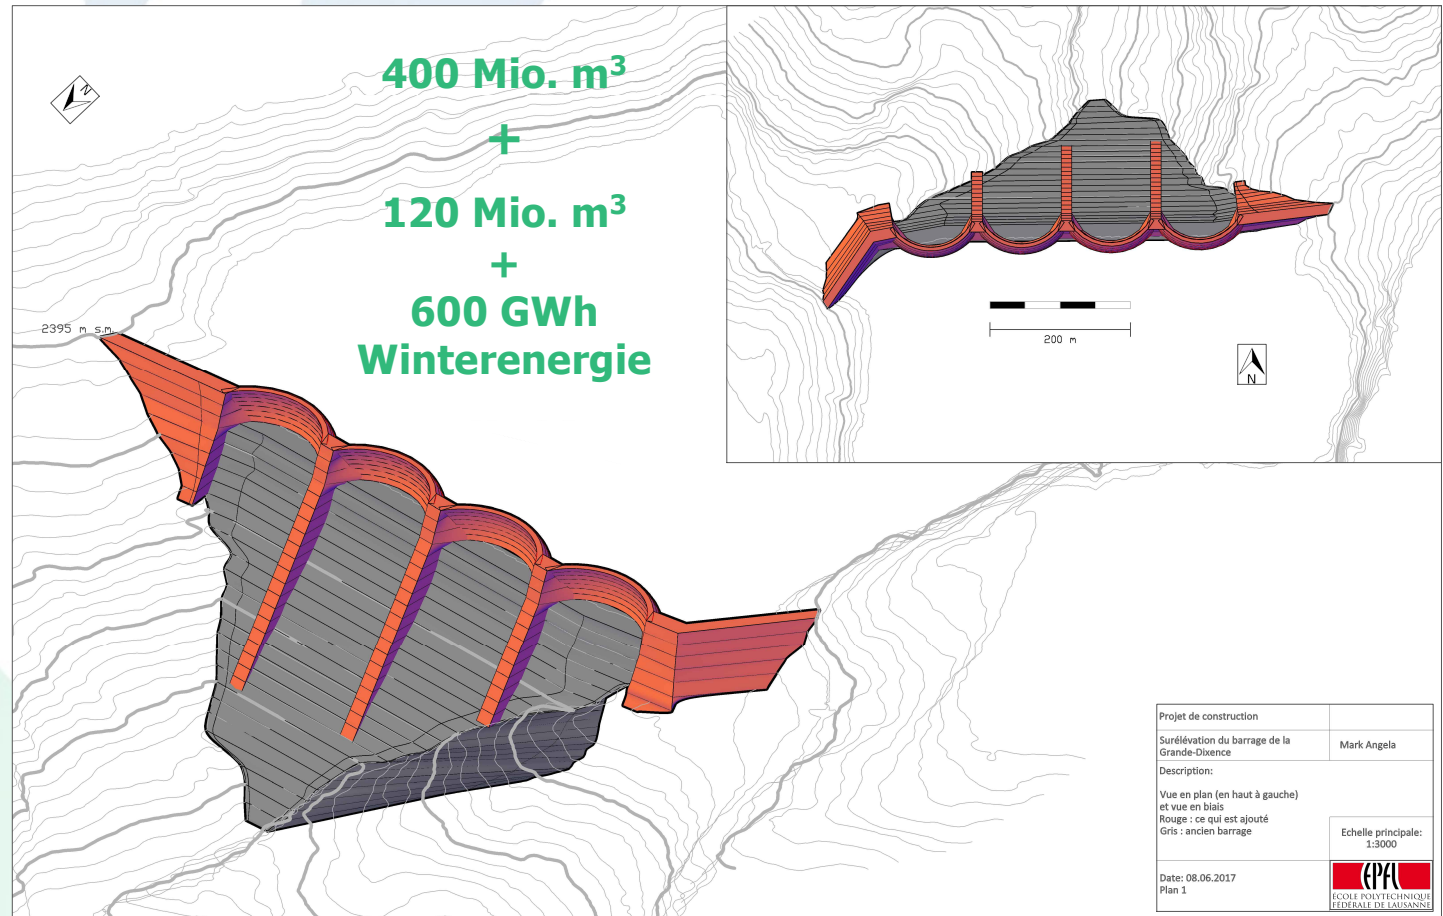 400 Mio. m³
+
120 Mio. m³
+
600 GWh
Winterenergie
N
2395 m s.m.
200 m
N
Projet de construction
Surélévation du barrage de la
Grande-Dixence
Mark Angela
Description:
Vue en plan (en haut à gauche)
et vue en biais
Rouge : ce qui est ajouté
Gris : ancien barrage
Echelle principale:
1:3000
Date: 08.06.2017
Plan 1
EPFL
ECOLE POLYTECHNIQUE
FÉDÉRALE DE LAUSANNE